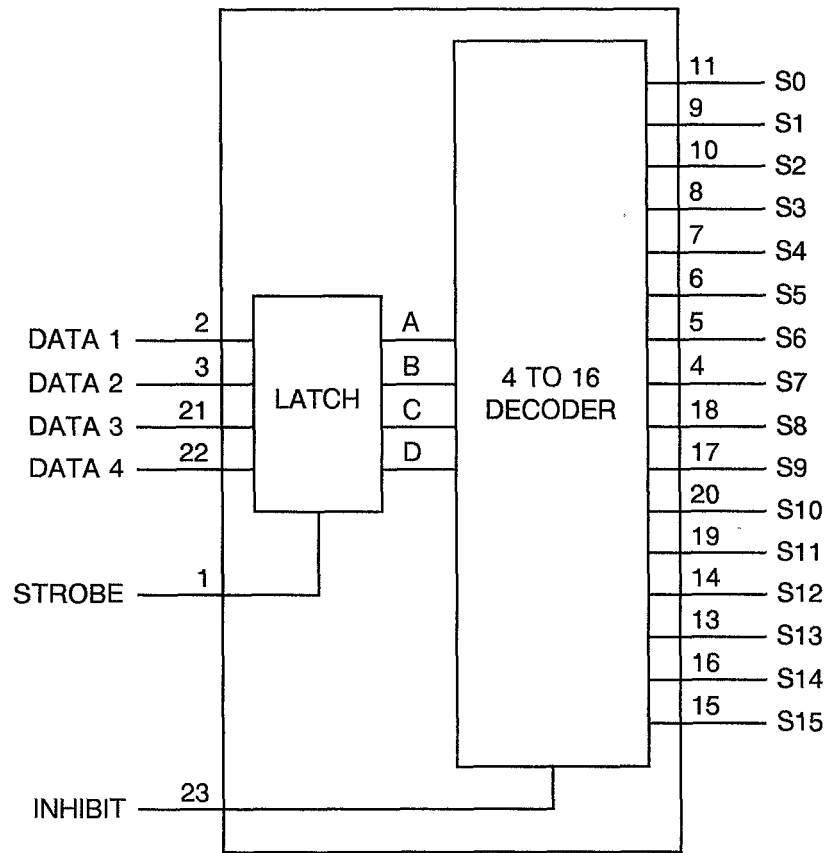 11 S0
9 S1
10 S2
8 S3
7 S4
6 S5
DATA 1 2 A 5 S6
DATA 2 3 B 4 TO 16 4 S7
DATA 3 21 LATCH C DECODER 18 S8
DATA 4 22 D 17 S9
20 S10
19 S11
STROBE 1 14 S12
13 S13
16 S14
15 S15
INHIBIT 23